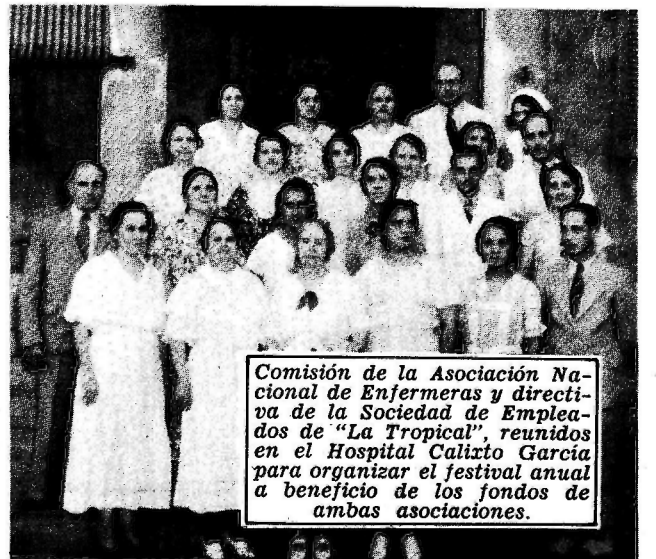 Comisión de la Asociación Na-
cional de Enfermeras y directi-
va de la Sociedad de Emplea-
dos de "La Tropical", reunidos
en el Hospital Calixto García
para organizar el festival anual
a beneficio de los fondos de
ambas asociaciones.